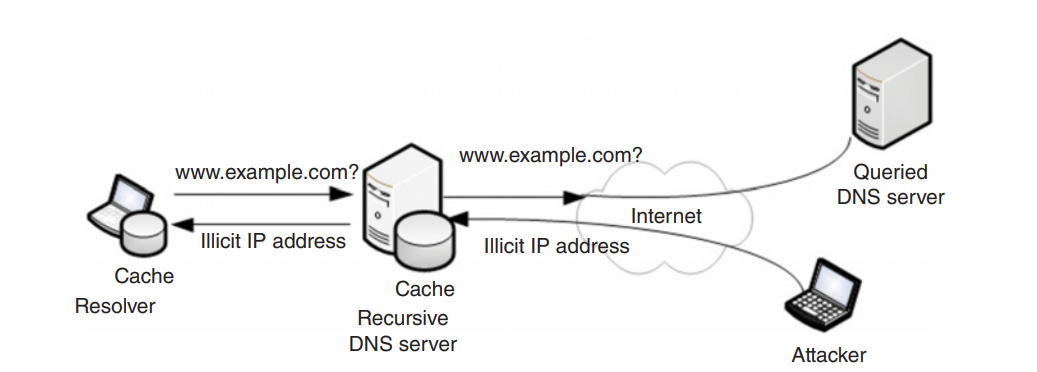 www.example.com?
www.example.com?
Queried
DNS server
Internet
Illicit IP address
Illicit IP address
Cache
Resolver
Cache
Recursive
DNS server
Attacker